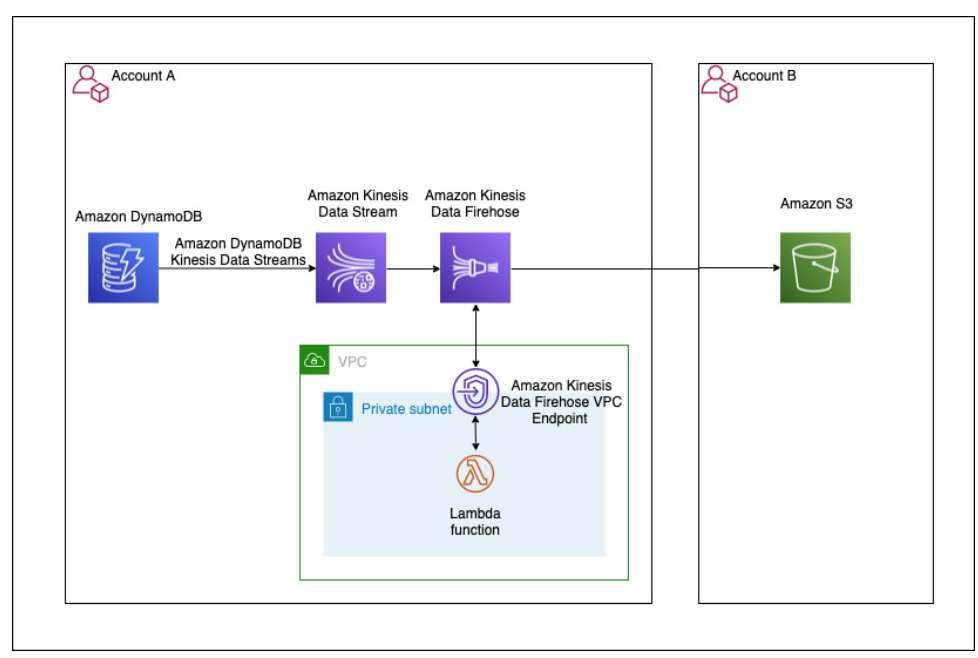 Account A
Account B
Amazon DynamoDB
Amazon DynamoDB
Kinesis Data Streams
Amazon Kinesis
Data Stream
Amazon Kinesis
Data Firehose
Amazon S3
VPC
Private subnet
Amazon Kinesis
Data Firehose VPC
Endpoint
Lambda
function